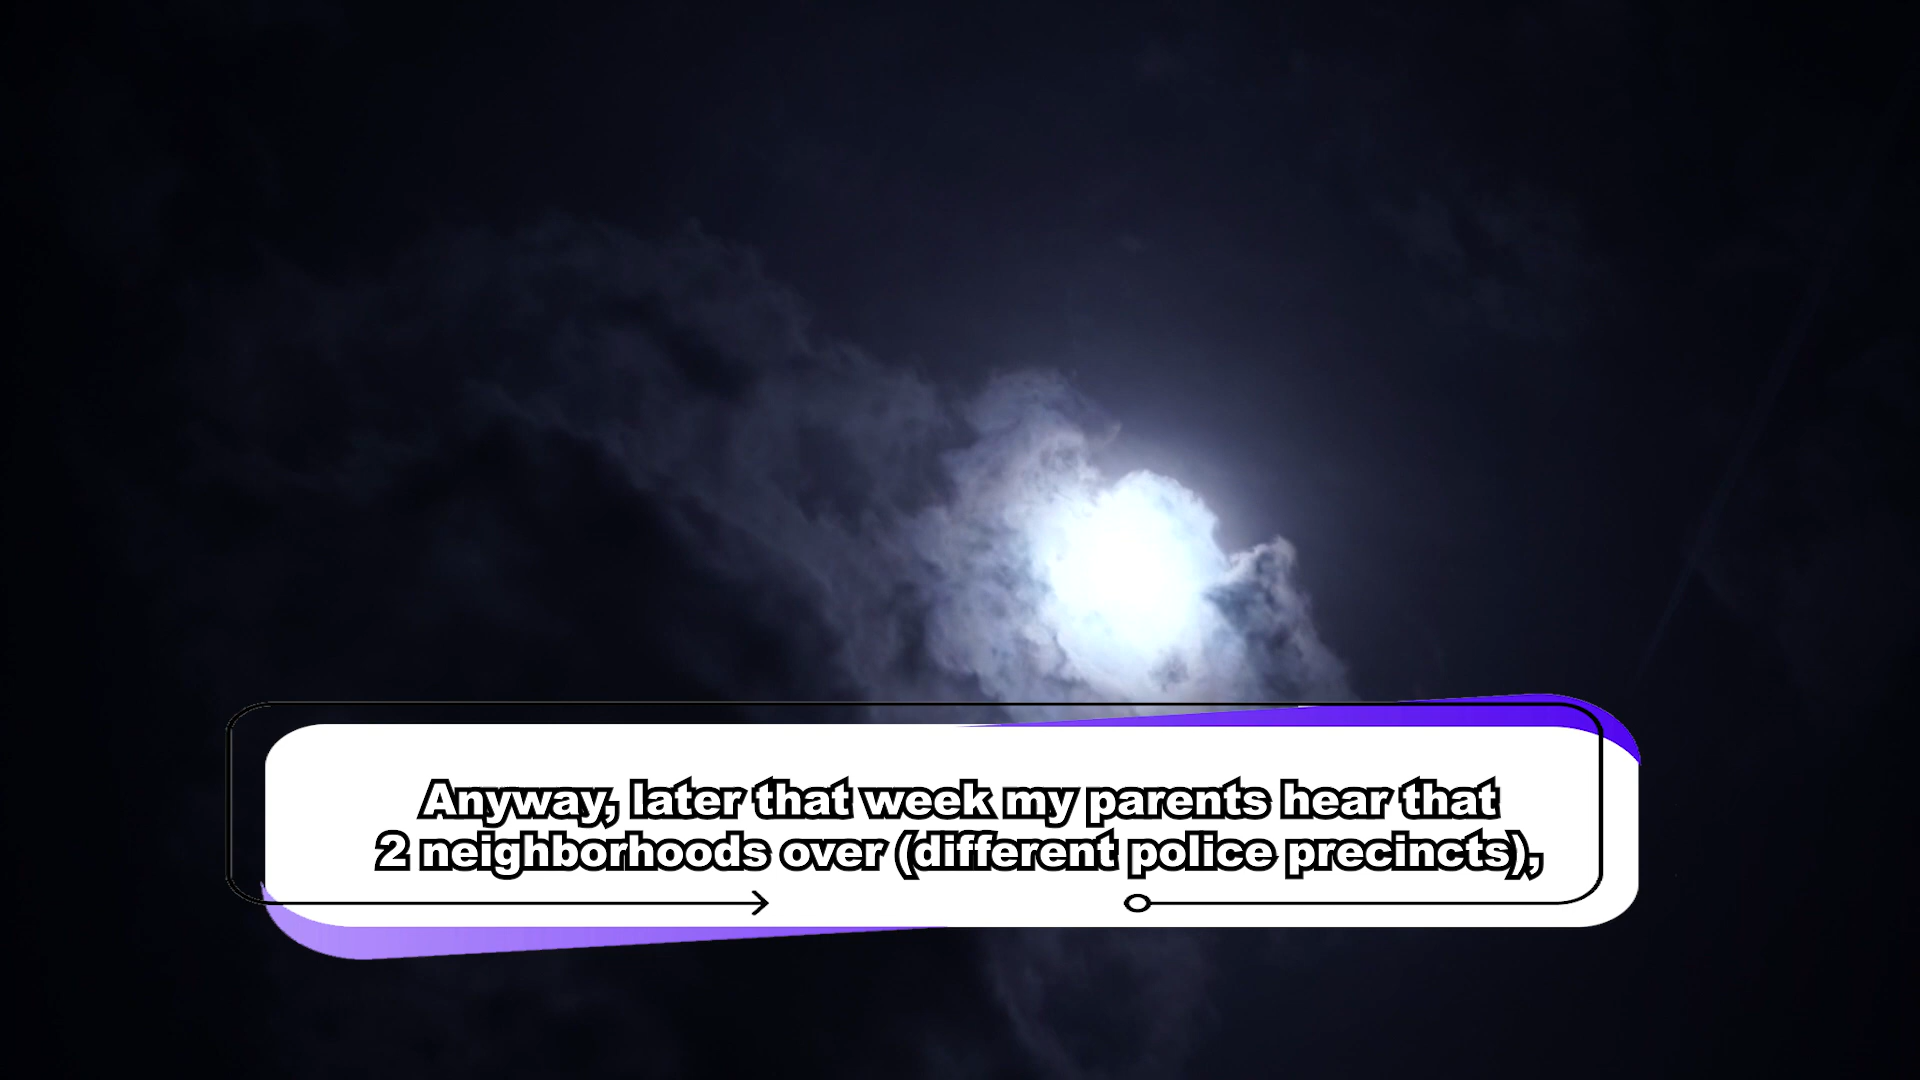 Anyway, later that week my parents hear that
2 neighborhoods over (different police precincts),